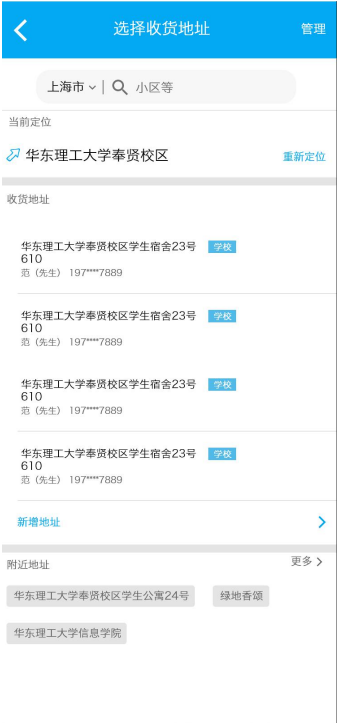 选择收货地址 管理
上海市 小区等
当前定位
华东理工大学奉贤校区 重新定位
收货地址
华东理工大学奉贤校区学生宿舍23号 学校
610
范（先生） 197****7889
华东理工大学奉贤校区学生宿舍23号 学校
610
范（先生） 197****7889
华东理工大学奉贤校区学生宿舍23号 学校
610
范（先生） 197****7889
华东理工大学奉贤校区学生宿舍23号 学校
610
范（先生） 197****7889
新增地址
附近地址 更多
华东理工大学奉贤校区学生公寓24号 绿地香颂
华东理工大学信息学院